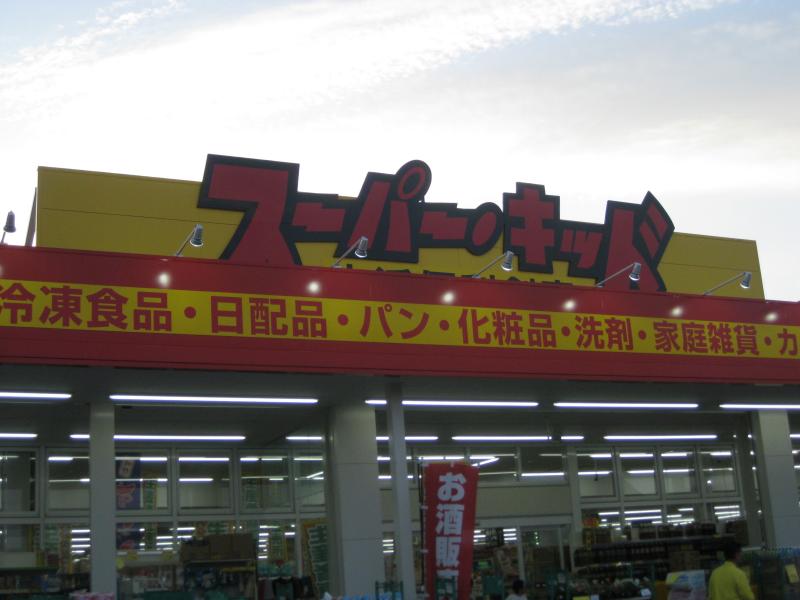 スーパー・キッド
冷凍食品・日配品・パン・化粧品・洗剤・家庭雑貨・カ
お酒販